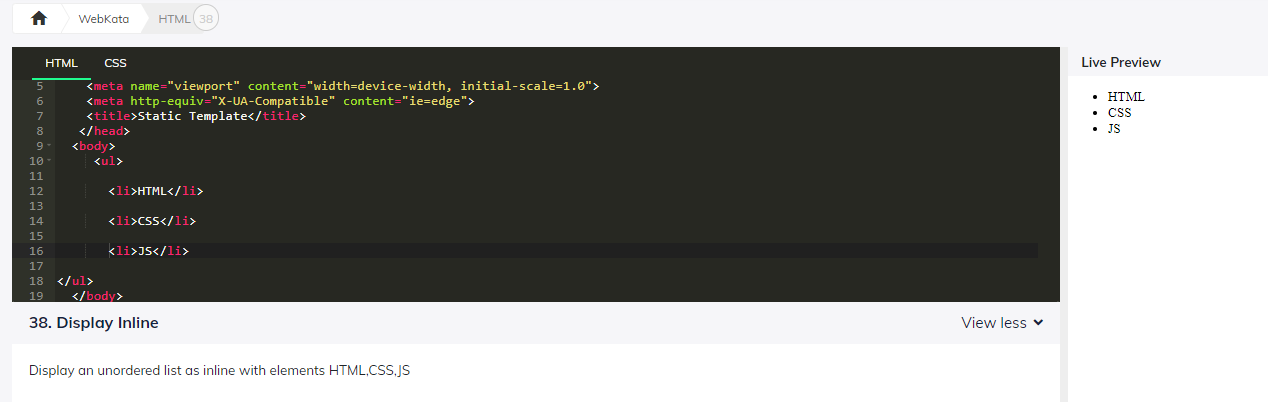 WebKata HTML 38
HTML CSS
Live Preview
5 <meta name="viewport" content="width=device-width, initial-scale=1.0">
6 <meta http-equiv="X-UA-Compatible" content="ie=edge">
7 <title>Static Template</title>
8 </head>
9 <body>
10 <ul>
11
12 <li>HTML</li>
13
14 <li>CSS</li>
15
16 <li>JS</li>
17
18 </ul>
19 </body>
• HTML
• CSS
• JS
38. Display Inline
View less
Display an unordered list as inline with elements HTML,CSS,JS